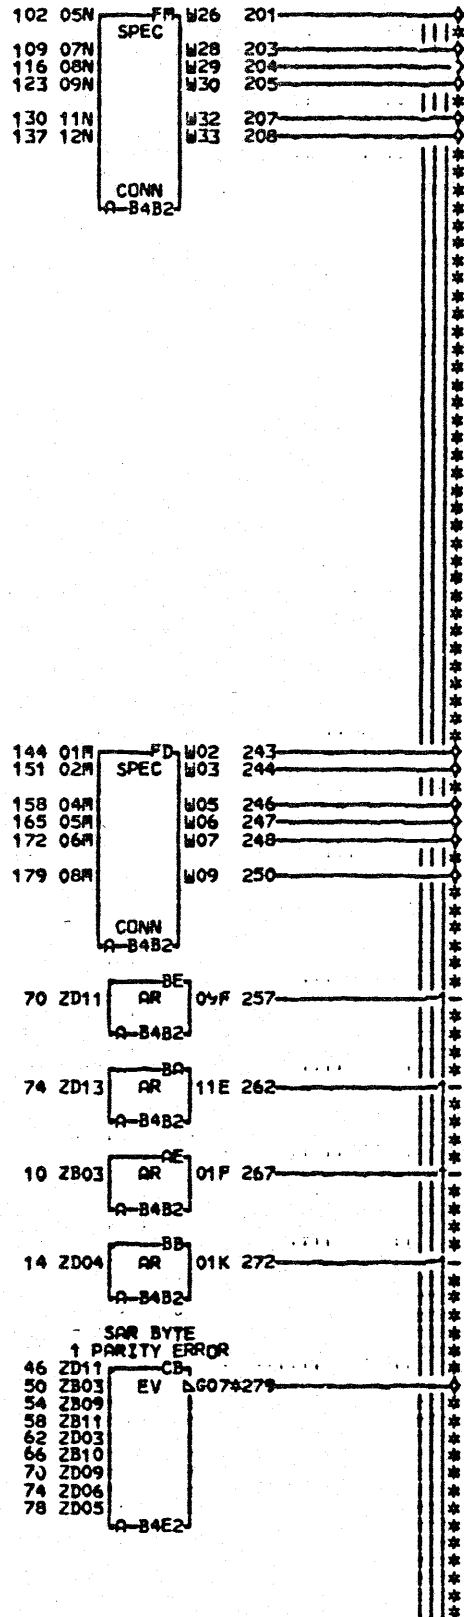 102 05N FM W26 201
SPEC
109 07N W28 203
116 08N W29 204
123 09N W30 205
130 11N W32 207
137 12N W33 208
CONN
A-B4B2
144 01M FD W02 243
151 02M SPEC W03 244
158 04M W05 246
165 05M W06 247
172 06M W07 248
179 08M W09 250
CONN
A-B4B2
BE
70 ZD11 AR 09F 257
A-B4B2
BA
74 ZD13 AR 11E 262
A-B4B2
AE
10 ZB03 AR 01F 267
A-B4B2
BB
14 ZD04 AR 01K 272
A-B4B2
SAR BYTE
1 PARITY ERROR
46 ZD11 CB
50 ZB03 EV G07*279
54 ZB09
58 ZB11
62 ZD03
66 ZB10
70 ZD09
74 ZD06
78 ZD05
A-B4E2